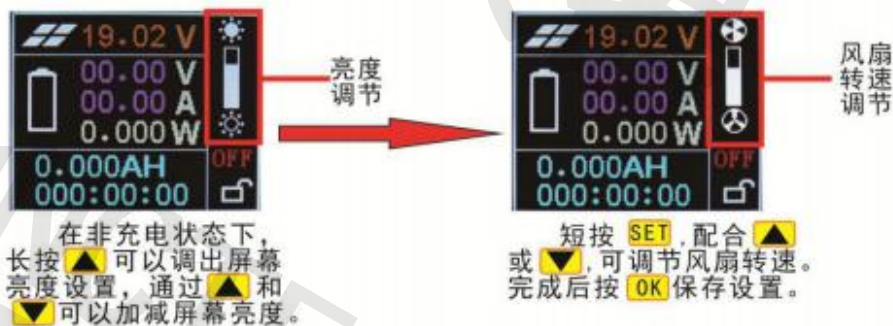 19.02 V
00.00 V
00.00 A
0.000 W
0.000AH
000:00:00
OFF
亮度
调节
19.02 V
00.00 V
00.00 A
0.000 W
0.000AH
000:00:00
OFF
风扇
转速
调节
在非充电状态下，
长按▲可以调出屏幕
亮度设置，通过▲和
▼可以加减屏幕亮度。
短按 SET ,配合▲
或▼,可调节风扇转速。
完成后按 OK 保存设置。